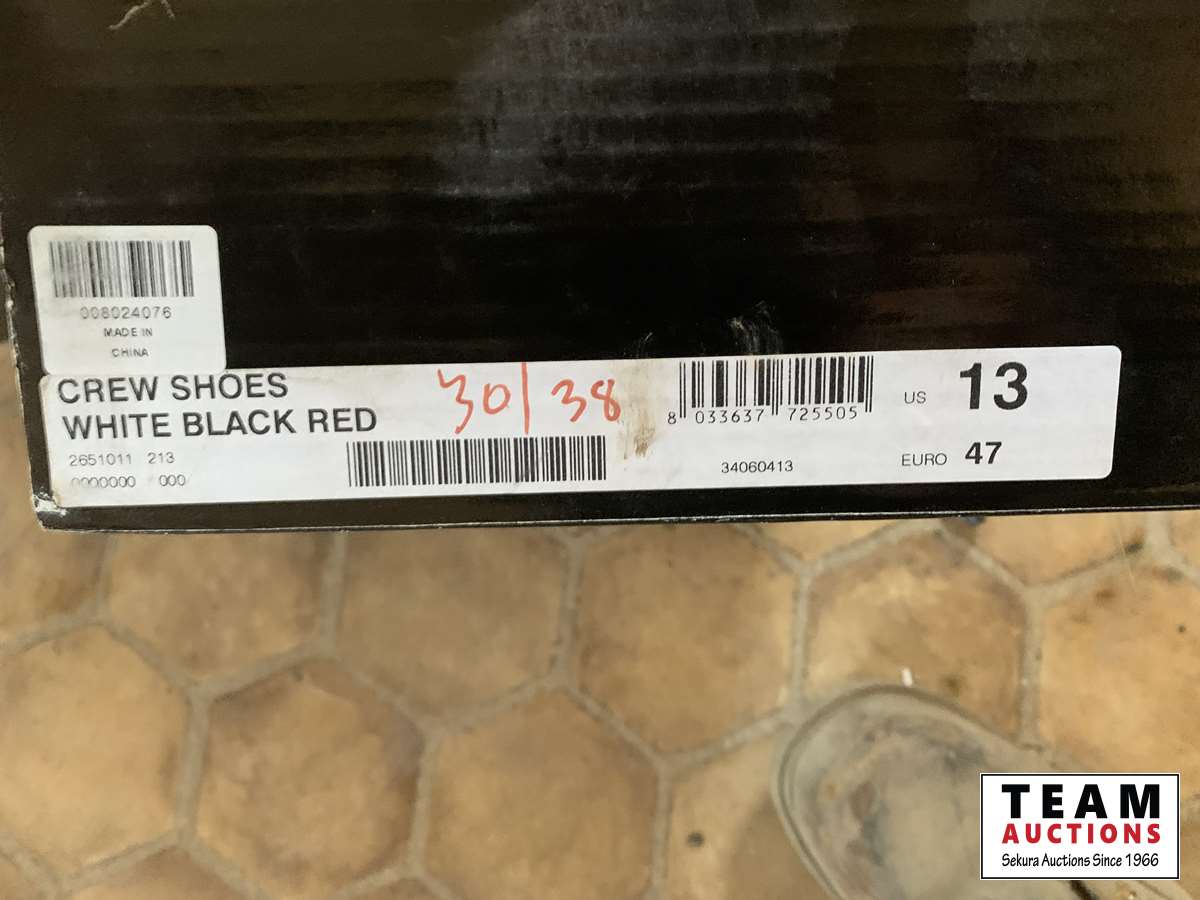 008024076
MADE IN
CHINA
CREW SHOES
WHITE BLACK RED
2651011 213
0000000 000
30/38
8 033637 725505
34060413
US 13
EURO 47
TEAM
AUCTIONS
Sekura Auctions Since 1966